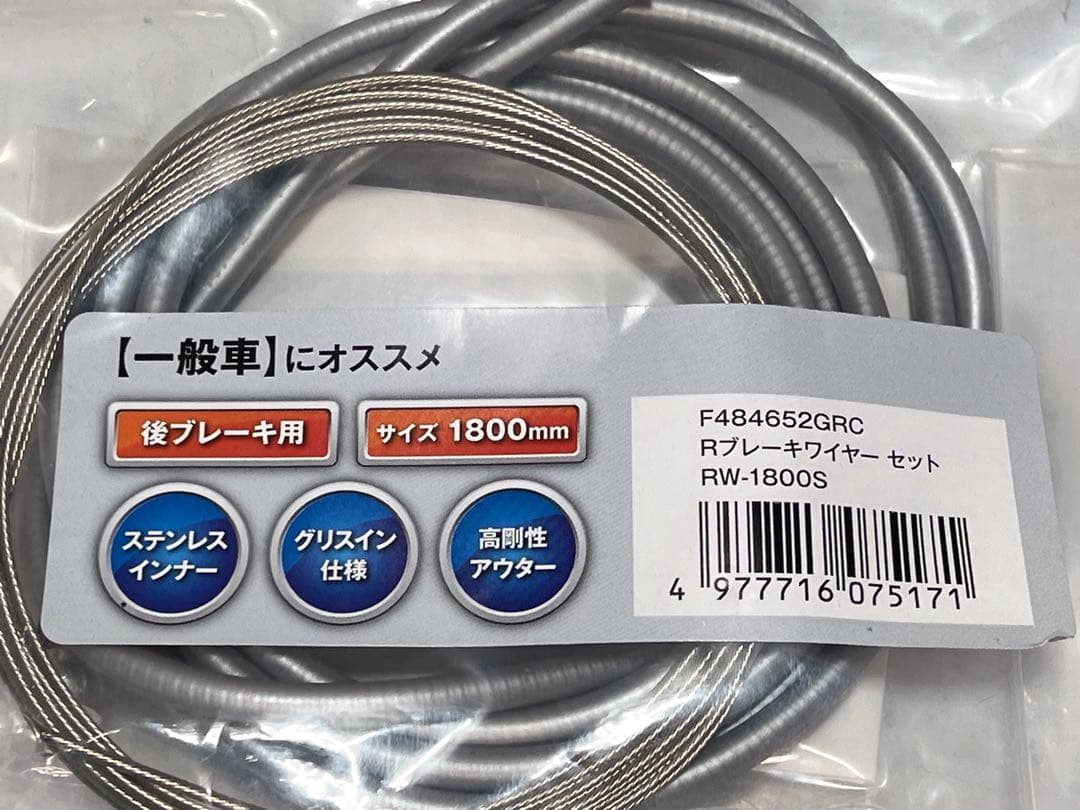 【一般車】にオススメ
後ブレーキ用
サイズ 1800mm
ステンレス
インナー
グリスイン
仕様
高剛性
アウター
F484652GRC
Rブレーキワイヤー セット
RW-1800S
4 977716 075171